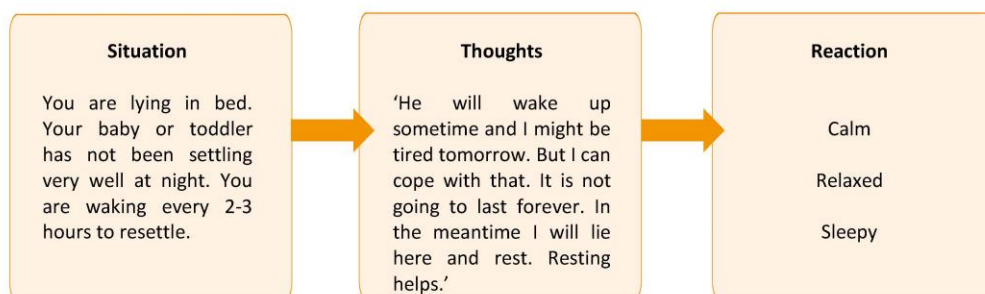 Situation
You are lying in bed.
Your baby or toddler
has not been settling
very well at night. You
are waking every 2-3
hours to resettle.
Thoughts
‘He will wake up
sometime and I might be
tired tomorrow. But I can
cope with that. It is not
going to last forever. In
the meantime I will lie
here and rest. Resting
helps.’
Reaction
Calm
Relaxed
Sleepy